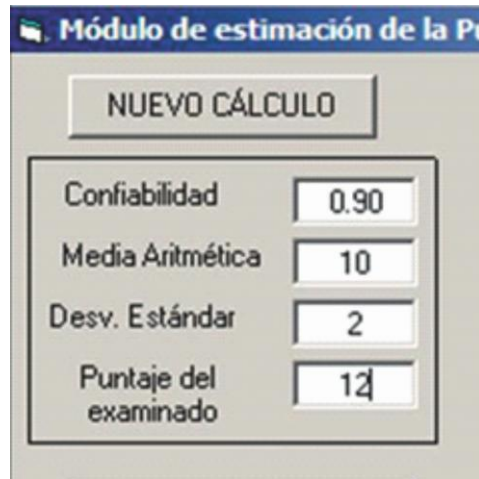 Módulo de estimación de la
NUEVO CÁLCULO
Confiabilidad 0.90
Media Aritmética 10
Desv. Estándar 2
Puntaje del
examinado 12